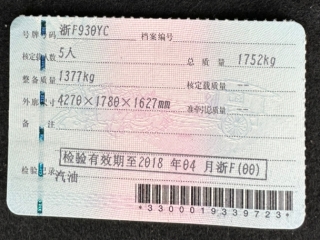 号牌号码 浙F930YC 档案编号
核定载人数 5人 总质量 1752kg
整备质量 1377kg 核定载质量 --
外廓尺寸 4270×1780×1627mm 准牵引总质量 --
备注
检验有效期至2018年04月浙F(00)
检验记录
汽油
*3300019339723*